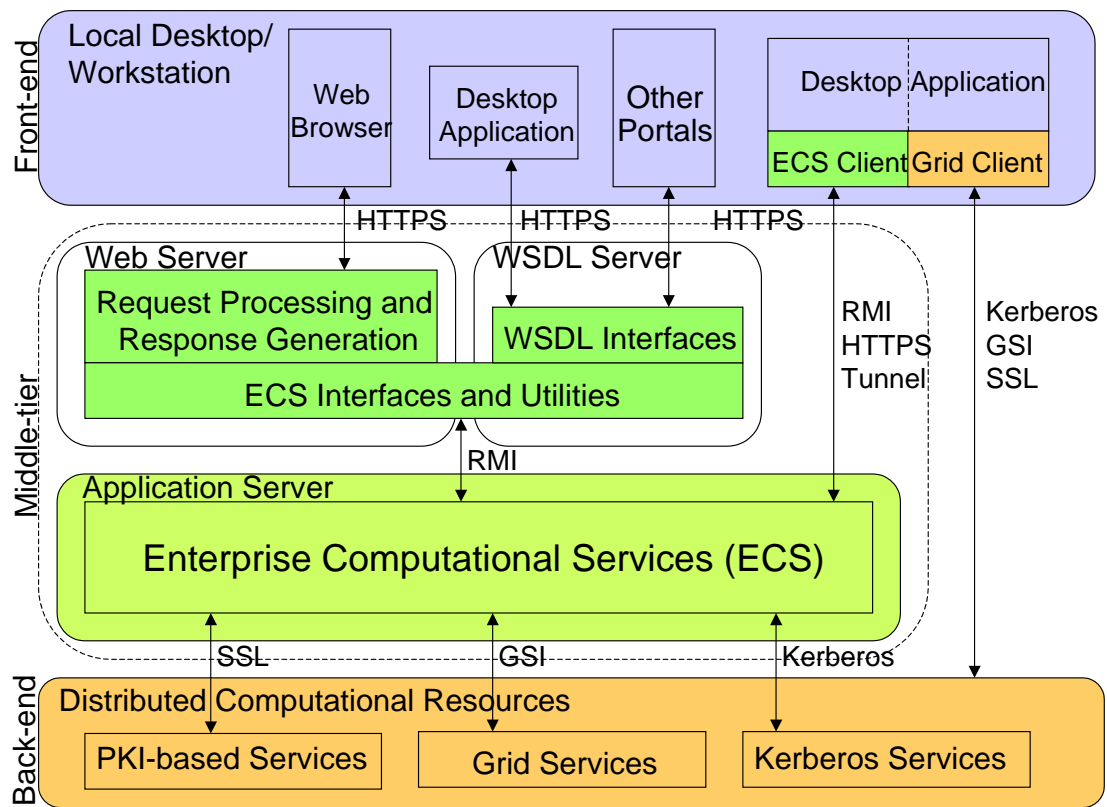 Front-end
Local Desktop/
Workstation
Web
Browser
Desktop
Application
Other
Portals
Desktop Application
ECS Client
Grid Client
HTTPS
HTTPS
HTTPS
Middle-tier
Web Server
WSDL Server
Request Processing and
Response Generation
WSDL Interfaces
ECS Interfaces and Utilities
RMI
HTTPS
Tunnel
Kerberos
GSI
SSL
RMI
Application Server
Enterprise Computational Services (ECS)
SSL
GSI
Kerberos
Back-end
Distributed Computational Resources
PKI-based Services
Grid Services
Kerberos Services